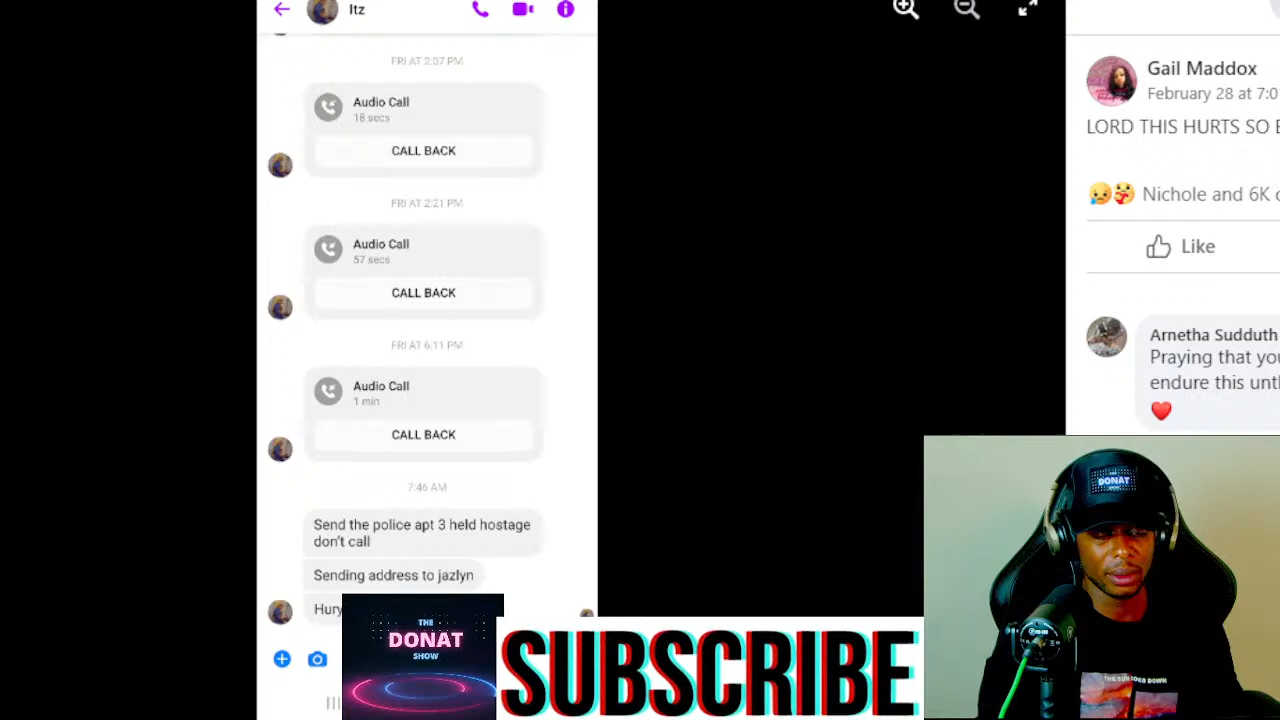 Itz
FRI AT 2:07 PM
Audio Call
18 secs
CALL BACK
FRI AT 2:21 PM
Audio Call
57 secs
CALL BACK
FRI AT 6:11 PM
Audio Call
1 min
CALL BACK
7:46 AM
Send the police apt 3 held hostage
don't call
Sending address to jazlyn
Hury
Gail Maddox
February 28 at 7:0
LORD THIS HURTS SO
Nichole and 6K
Like
Arnetha Sudduth
Praying that you
endure this
THE
DONAT
SHOW
SUBSCRIBE
DONAT